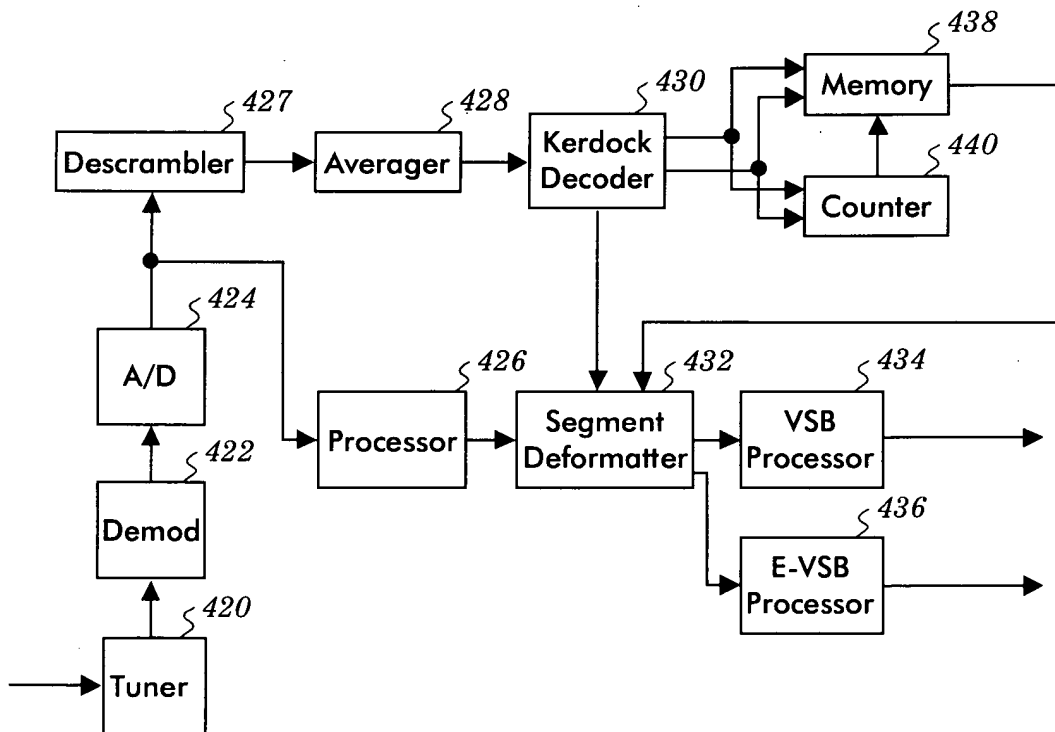 438
Memory
427
428
430
Descrambler
Averager
Kerdock
Decoder
440
Counter
424
A/D
426
432
434
Processor
Segment
Deformatter
VSB
Processor
422
Demod
436
E-VSB
Processor
420
Tuner